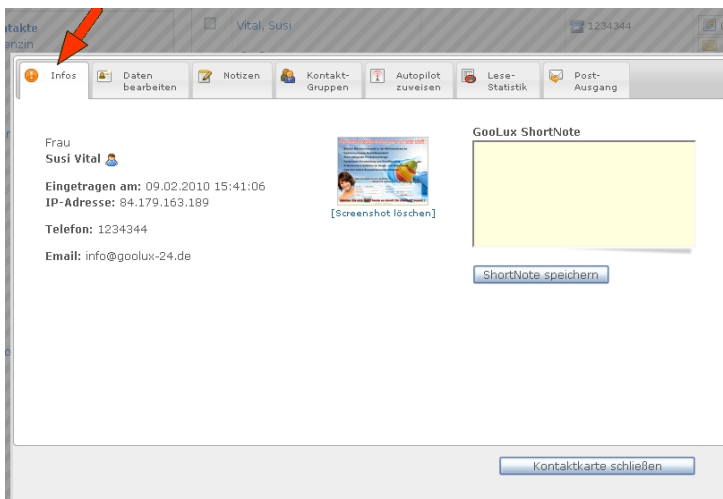 ntakte
enzin
Vital, Susi
1234344
Infos
Daten
bearbeiten
Notizen
Kontakt-
Gruppen
Autopilot
zuweisen
Lese-
Statistik
Post-
Ausgang
Frau
Susi Vital
Eingetragen am: 09.02.2010 15:41:06
IP-Adresse: 84.179.163.189
Telefon: 1234344
Email: info@goolux-24.de
[Screenshot löschen]
GooLux ShortNote
ShortNote speichern
Kontaktkarte schließen